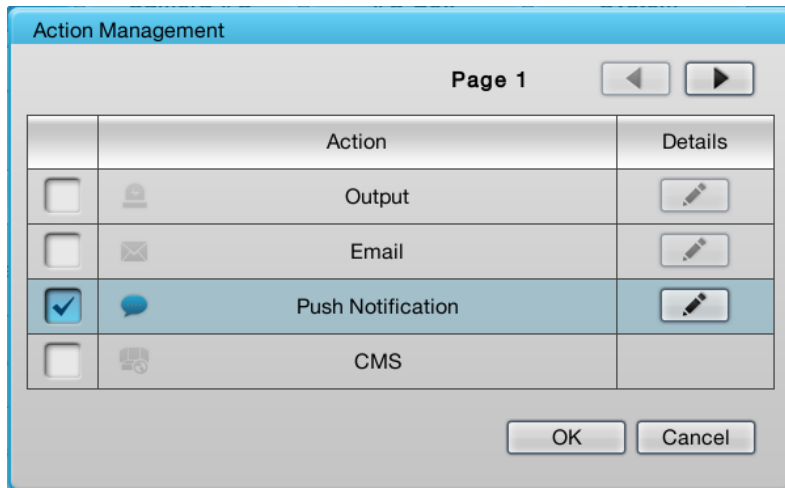 Action Management
Page 1
Action Details
Output
Email
Push Notification
CMS
OK Cancel